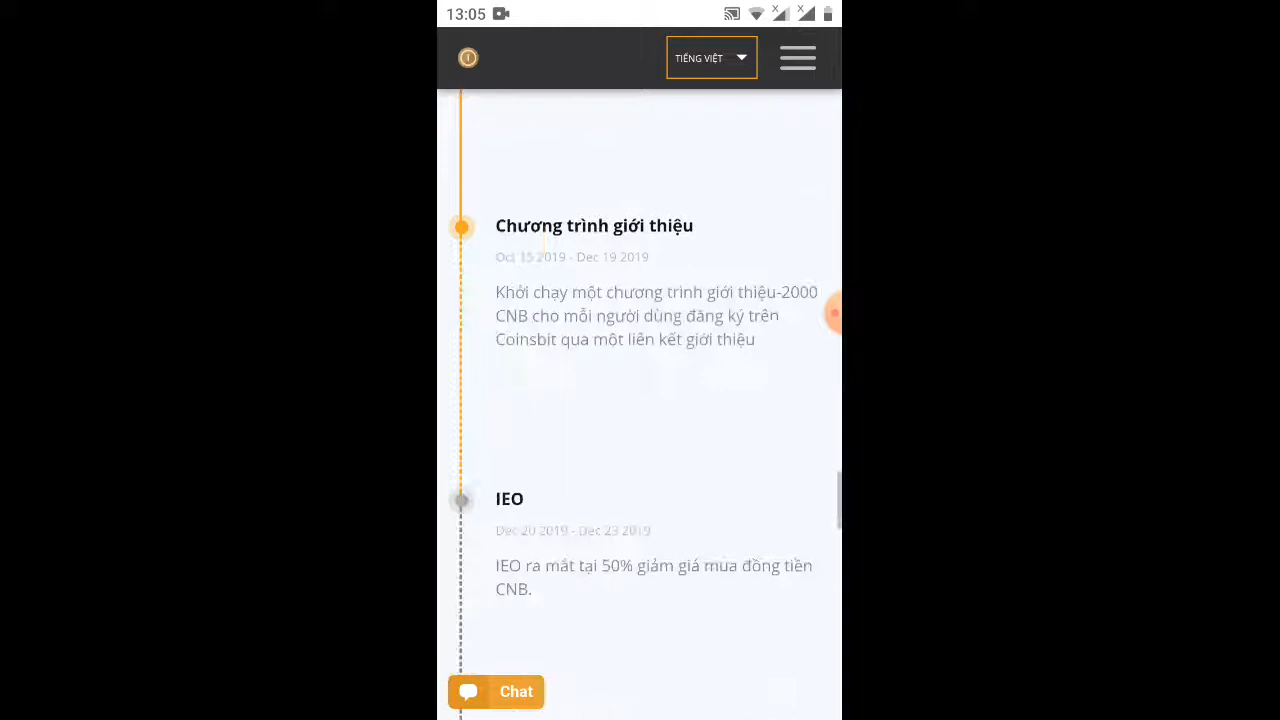 13:05
TIẾNG VIỆT
Chương trình giới thiệu
Oct 15 2019 - Dec 19 2019
Khởi chạy một chương trình giới thiệu-2000
CNB cho mỗi người dùng đăng ký trên
Coinsbit qua một liên kết giới thiệu
IEO
Dec 20 2019 - Dec 23 2019
IEO ra mắt tại 50% giảm giá mua đồng tiền
CNB.
Chat